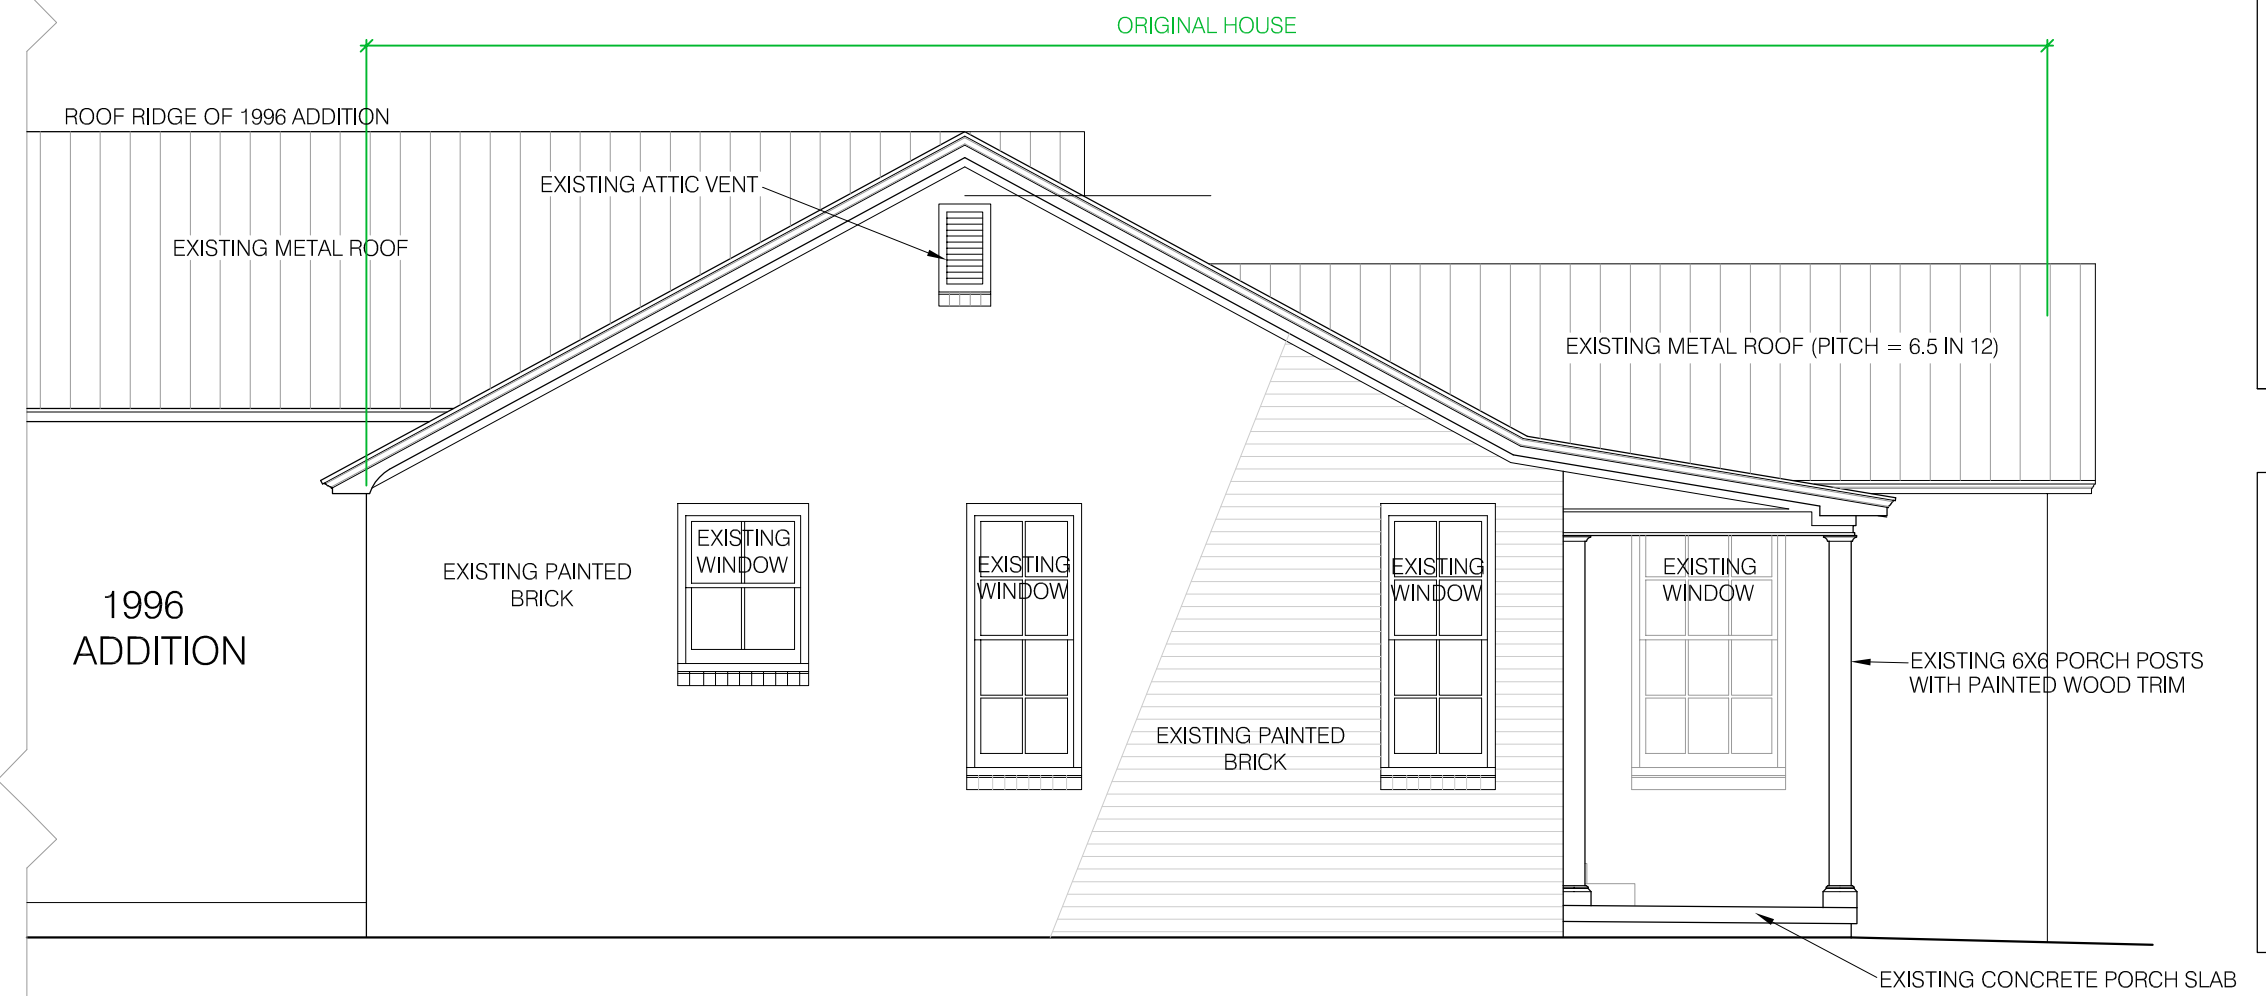 ORIGINAL HOUSE
ROOF RIDGE OF 1996 ADDITION
EXISTING ATTIC VENT
EXISTING METAL ROOF
EXISTING METAL ROOF (PITCH = 6.5 IN 12)
EXISTING
WINDOW
EXISTING PAINTED
BRICK
EXISTING
WINDOW
EXISTING
WINDOW
EXISTING
WINDOW
1996
ADDITION
EXISTING 6X6 PORCH POSTS
WITH PAINTED WOOD TRIM
EXISTING PAINTED
BRICK
EXISTING CONCRETE PORCH SLAB